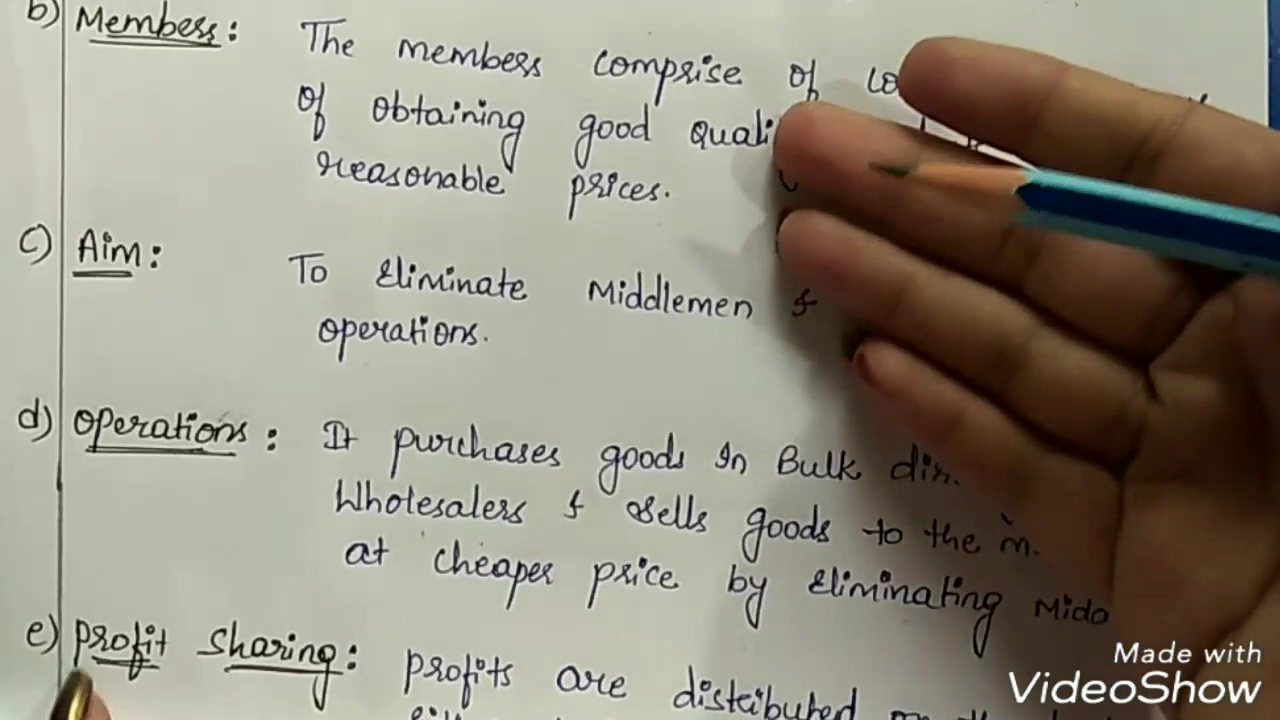 b) Members: The members comprise of
of obtaining good
reasonable prices.
c) Aim: To Eliminate Middlemen &
operations.
d) Operations: It purchases goods In Bulk
Wholesalers & Sells goods to the
at cheaper price by Eliminating
e) Profit Sharing: profits are distributed
Made with
VideoShow